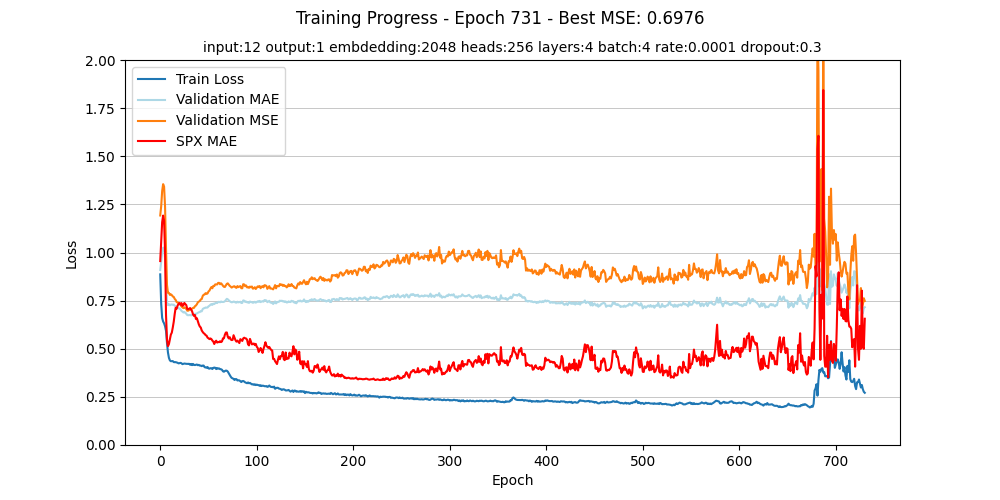 Training Progress - Epoch 731 - Best MSE: 0.6976
input:12 output:1 embdedding:2048 heads:256 layers:4 batch:4 rate:0.0001 dropout:0.3
Train Loss
Validation MAE
Validation MSE
SPX MAE
2.00
1.75
1.50
1.25
1.00
0.75
0.50
0.25
0.00
Loss
0 100 200 300 400 500 600 700
Epoch